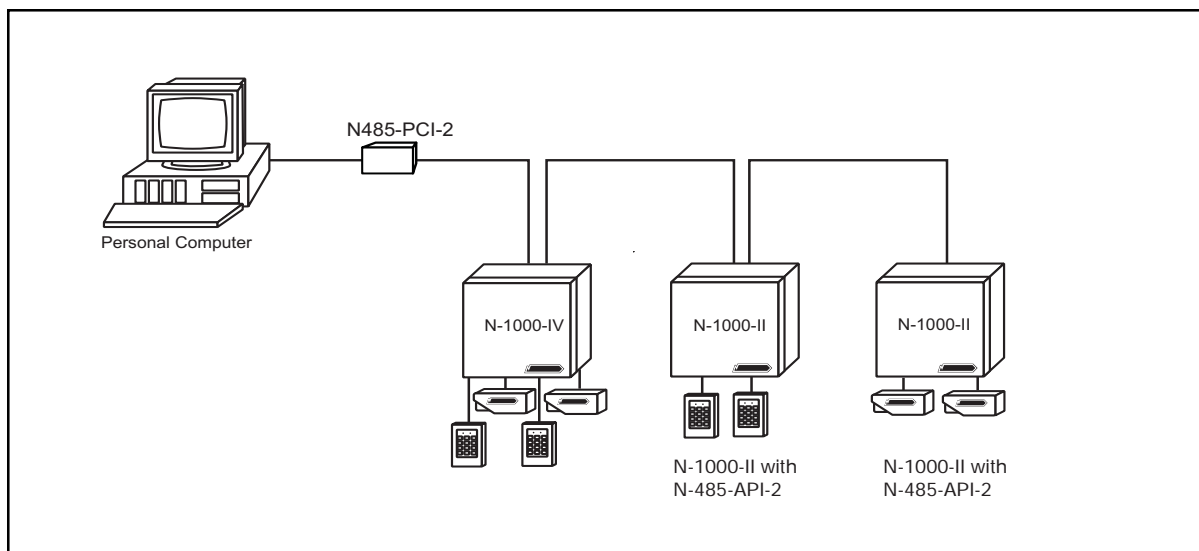 N485-PCI-2
Personal Computer
N-1000-IV
N-1000-II
N-1000-II
N-1000-II with
N-485-API-2
N-1000-II with
N-485-API-2